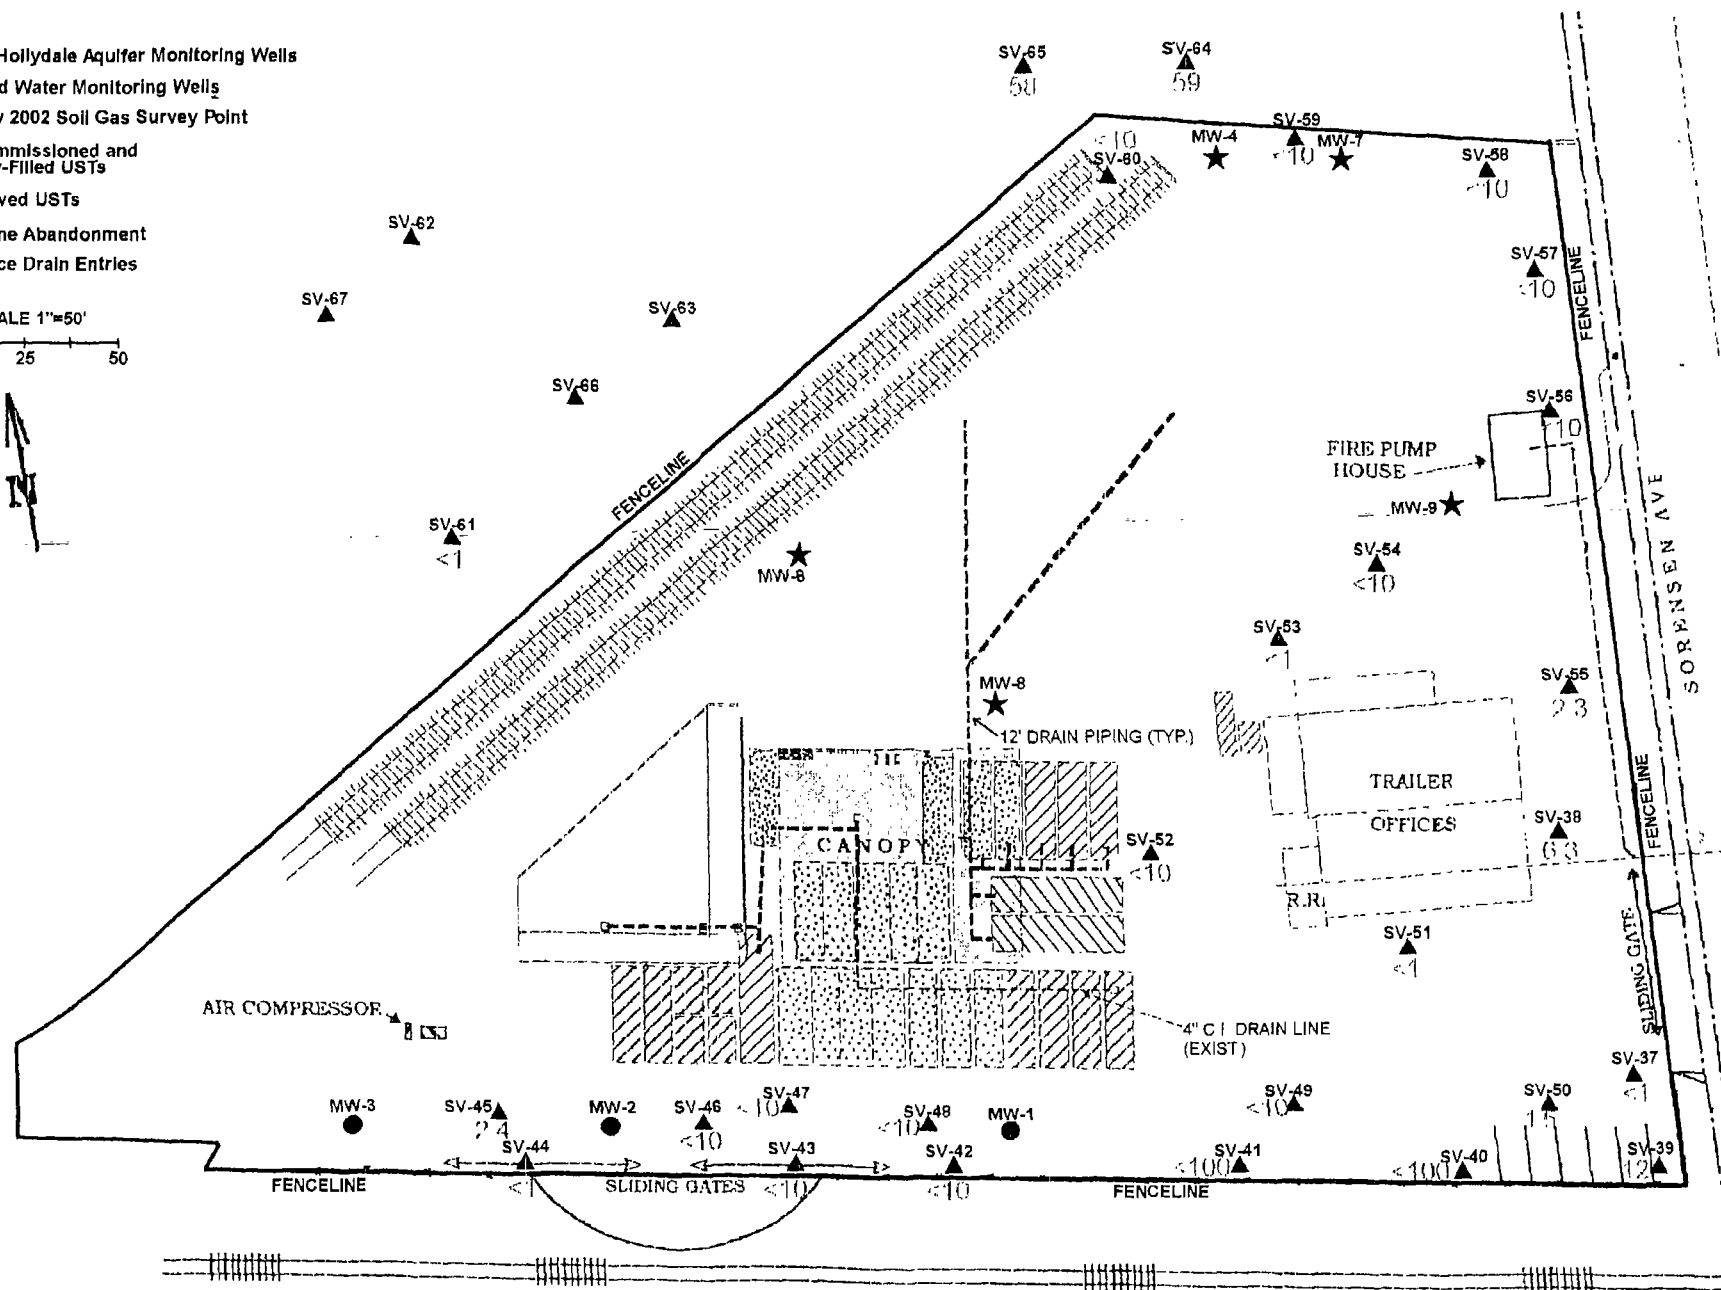 Hollydale Aquifer Monitoring Wells
d Water Monitoring Wells
y 2002 Soil Gas Survey Point
mmissioned and
y-Filled USTs
ved USTs
ne Abandonment
ce Drain Entries
ALE 1"=50'
25 50
N
SV-65
SV-64
59
SV-59
<10
MW-4
MW-7
<10
SV-60
SV-58
<10
SV-62
SV-57
<10
FENCELINE
SV-67
SV-63
SV-66
SV-56
10
FIRE PUMP
HOUSE
FENCELINE
MW-9
SORENSEN AVE
SV-61
<1
MW-8
SV-54
<10
SV-53
<1
SV-55
2.3
MW-8
12' DRAIN PIPING (TYP.)
TRAILER
OFFICES
FENCELINE
CANOPY
SV-52
<10
SV-38
6.3
R.R.
SV-51
<1
SLIDING GATE
AIR COMPRESSOR
4" C I DRAIN LINE
(EXIST)
SV-37
<1
MW-3
SV-45
2.4
MW-2
SV-46
<10
SV-47
<10
SV-48
<10
MW-1
SV-49
<10
SV-50
SV-44
<1
SV-43
<10
SV-42
<10
SV-41
<100
SV-40
<100
SV-39
12
FENCELINE
SLIDING GATES
FENCELINE